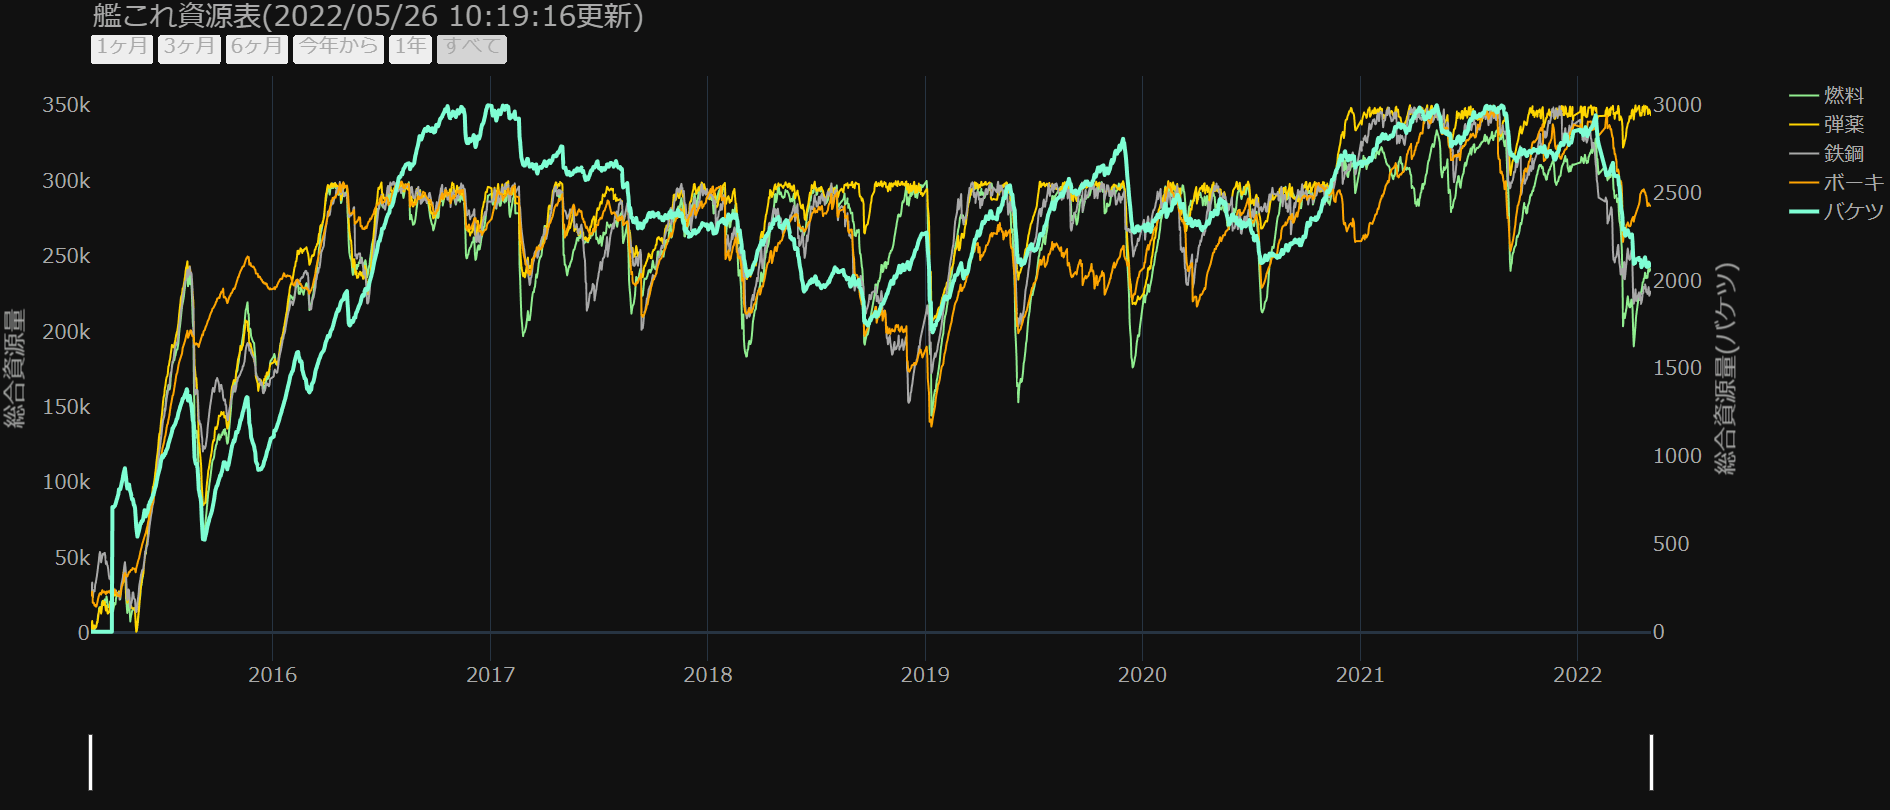 艦これ資源表(2022/05/26 10:19:16更新)
1ヶ月 3ヶ月 6ヶ月 今年から 1年 すべて
350k
300k
250k
200k
150k
100k
50k
0
総合資源量
3000
2500
2000
1500
1000
500
0
総合資源量(バケツ)
2016 2017 2018 2019 2020 2021 2022
燃料
弾薬
鉄鋼
ボーキ
バケツ